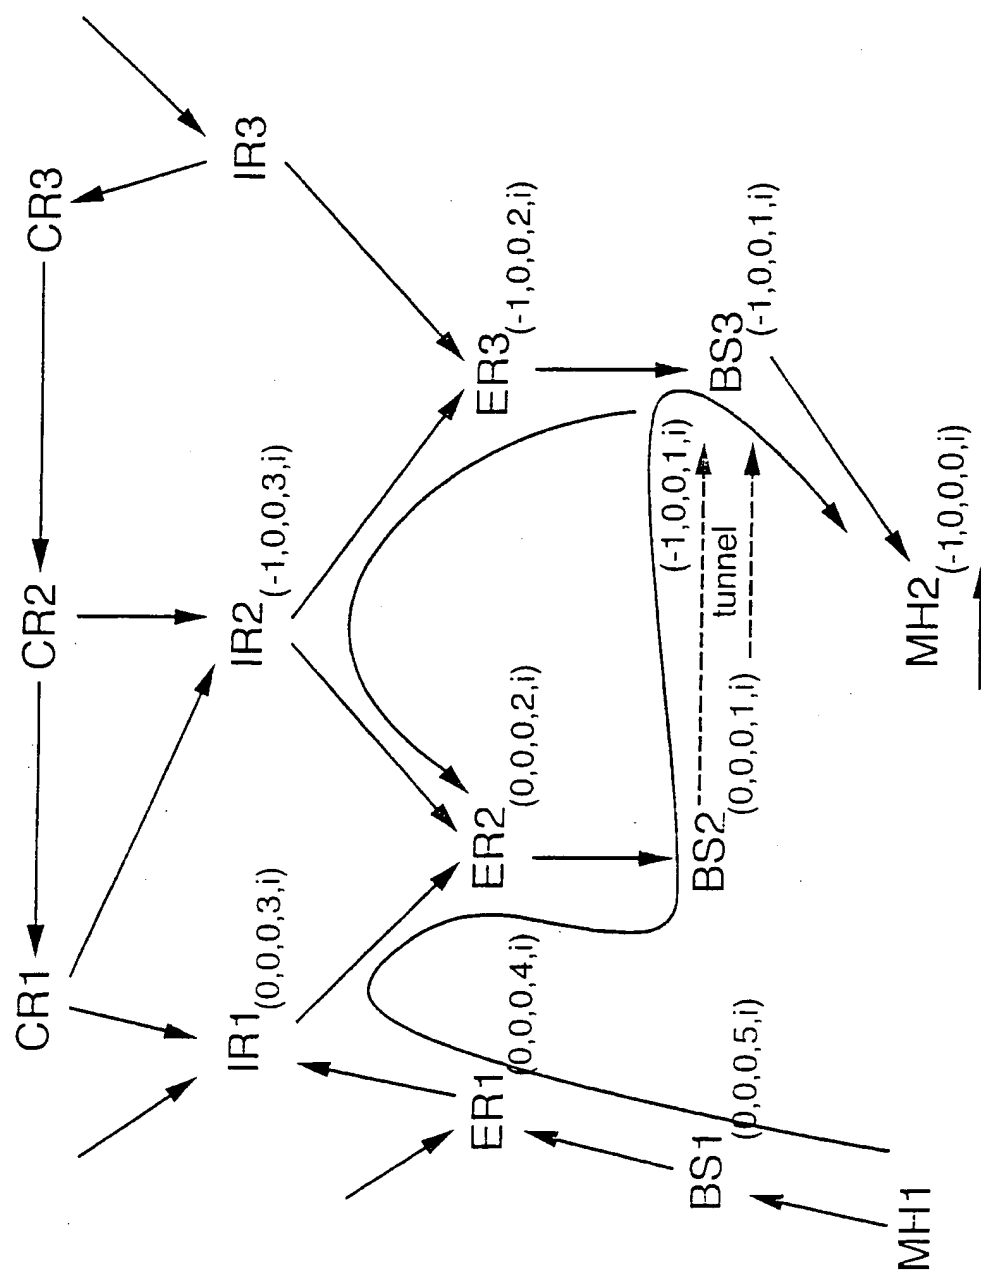 CR1
CR2
CR3
IR1
(0,0,0,3,i)
IR2
(-1,0,0,3,i)
IR3
ER1
(0,0,0,4,i)
ER2
(0,0,0,2,i)
ER3
(-1,0,0,2,i)
BS1
(0,0,0,5,i)
BS2
(0,0,0,1,i)
(-1,0,0,1,i)
tunnel
BS3
(-1,0,0,1,i)
MH1
MH2
(-1,0,0,0,i)